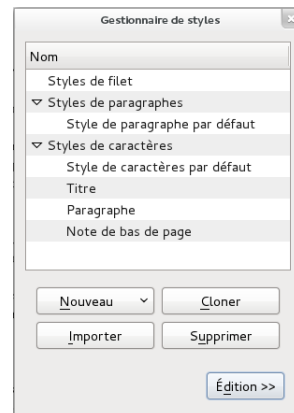 Gestionnaire de styles
Nom
Styles de filet
Styles de paragraphes
Style de paragraphe par défaut
Styles de caractères
Style de caractères par défaut
Titre
Paragraphe
Note de bas de page
Nouveau
Cloner
Importer
Supprimer
Édition >>